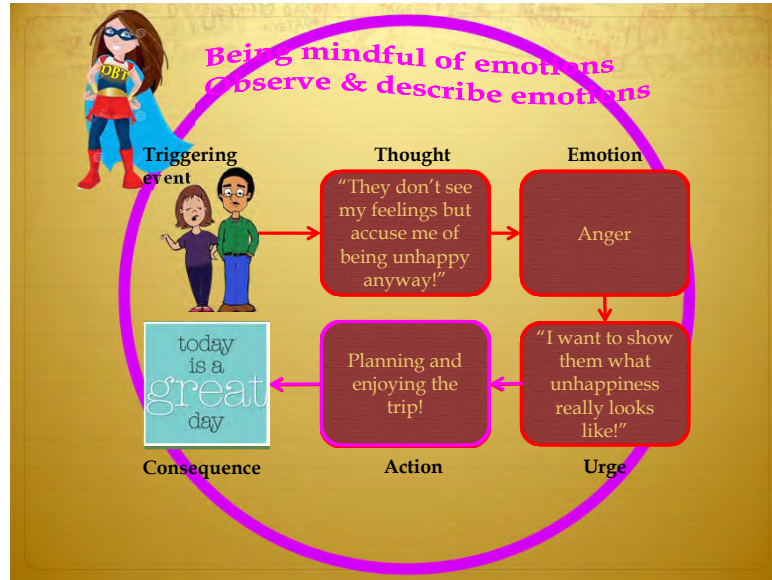 Being mindful of emotions
Observe & describe emotions
DBT
Triggering
event
Thought
Emotion
“They don’t see
my feelings but
accuse me of
being unhappy
anyway!”
Anger
today
is a
great
day
Planning and
enjoying the
trip!
“I want to show
them what
unhappiness
really looks
like!”
Consequence
Action
Urge